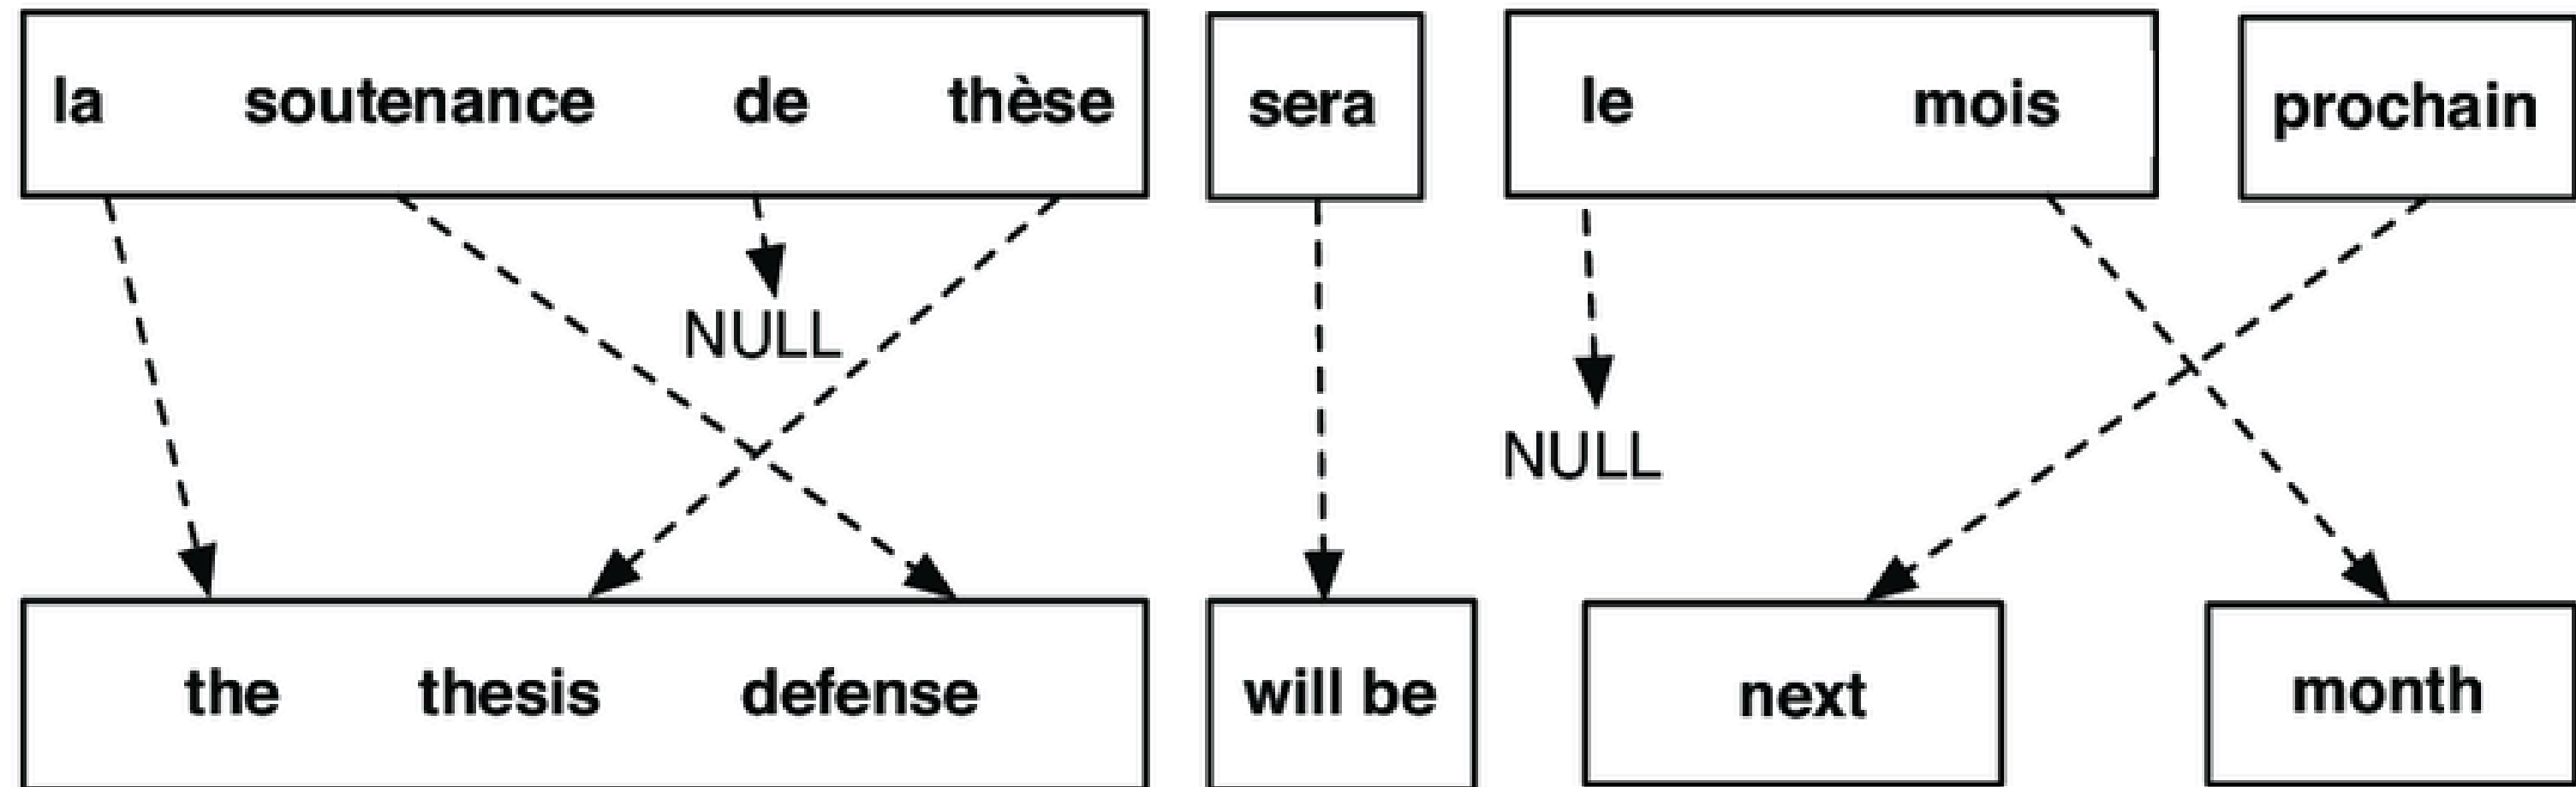 la soutenance de thèse sera le mois prochain
NULL
NULL
the thesis defense will be next month